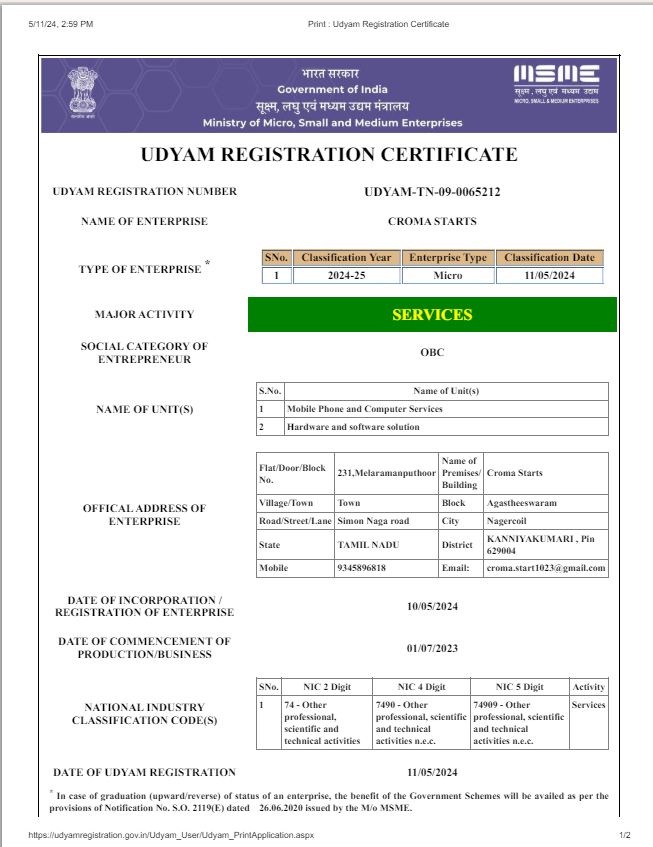 5/11/24, 2:59 PM
Print : Udyam Registration Certificate
भारत सरकार
Government of India
सूक्ष्म, लघु एवं मध्यम उद्यम मंत्रालय
Ministry of Micro, Small and Medium Enterprises
सत्यमेव जयते
MSME
सूक्ष्म, लघु एवं मध्यम उद्यम
MICRO, SMALL & MEDIUM ENTERPRISES
UDYAM REGISTRATION CERTIFICATE
UDYAM REGISTRATION NUMBER
UDYAM-TN-09-0065212
NAME OF ENTERPRISE
CROMA STARTS
TYPE OF ENTERPRISE *
SNo. Classification Year Enterprise Type Classification Date
1 2024-25 Micro 11/05/2024
MAJOR ACTIVITY
SERVICES
SOCIAL CATEGORY OF
ENTREPRENEUR
OBC
NAME OF UNIT(S)
S.No. Name of Unit(s)
1 Mobile Phone and Computer Services
2 Hardware and software solution
OFFICAL ADDRESS OF
ENTERPRISE
Flat/Door/Block
No.
231,Melaramanputhoor
Name of
Premises/
Building
Croma Starts
Village/Town Town Block Agastheeswaram
Road/Street/Lane Simon Naga road City Nagercoil
State TAMIL NADU District
KANNIYAKUMARI , Pin
629004
Mobile 9345896818 Email: croma.start1023@gmail.com
DATE OF INCORPORATION /
REGISTRATION OF ENTERPRISE
10/05/2024
DATE OF COMMENCEMENT OF
PRODUCTION/BUSINESS
01/07/2023
NATIONAL INDUSTRY
CLASSIFICATION CODE(S)
SNo. NIC 2 Digit NIC 4 Digit NIC 5 Digit Activity
1
74 - Other
professional,
scientific and
technical activities
7490 - Other
professional, scientific
and technical
activities n.e.c.
74909 - Other
professional, scientific
and technical
activities n.e.c.
Services
DATE OF UDYAM REGISTRATION
11/05/2024
* In case of graduation (upward/reverse) of status of an enterprise, the benefit of the Government Schemes will be availed as per the
provisions of Notification No. S.O. 2119(E) dated 26.06.2020 issued by the M/o MSME.
https://udyamregistration.gov.in/Udyam_User/Udyam_PrintApplication.aspx
1/2